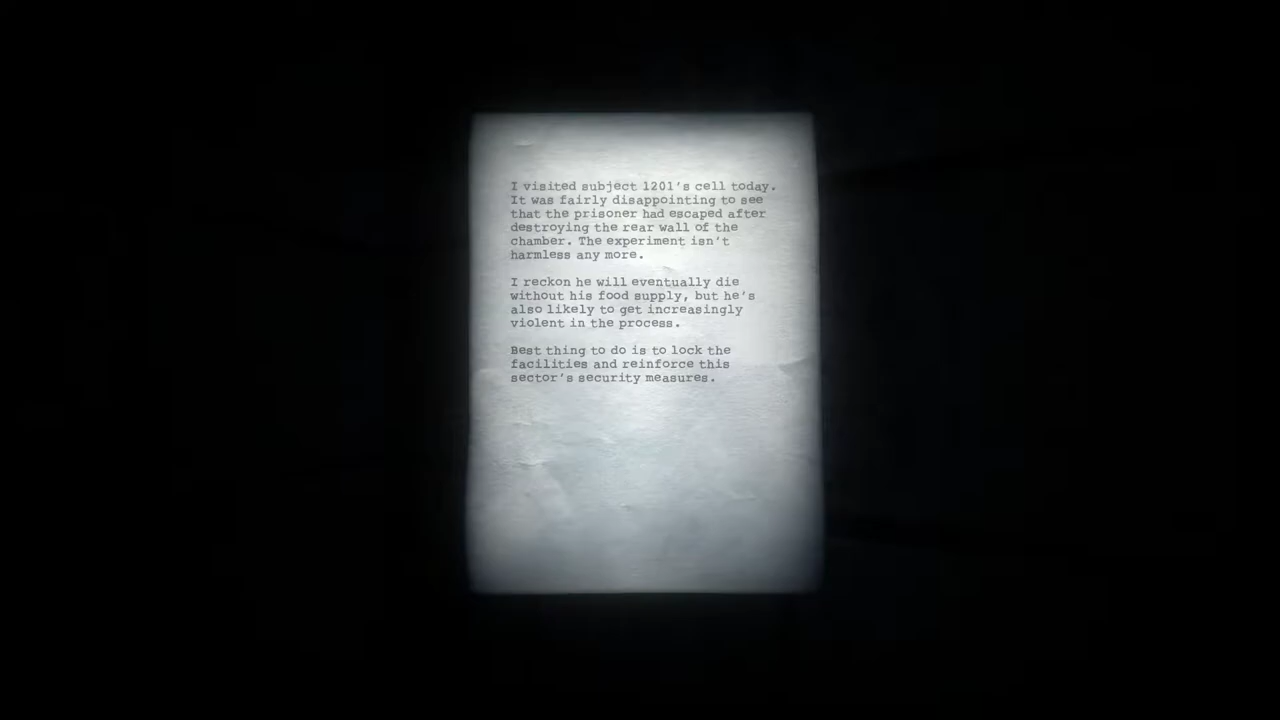 I visited subject 1201's cell today.
It was fairly disappointing to see
that the prisoner had escaped after
destroying the rear wall of the
chamber. The experiment isn't
harmless any more.
I reckon he will eventually die
without his food supply, but he's
also likely to get increasingly
violent in the process.
Best thing to do is to lock the
facilities and reinforce this
sector's security measures.